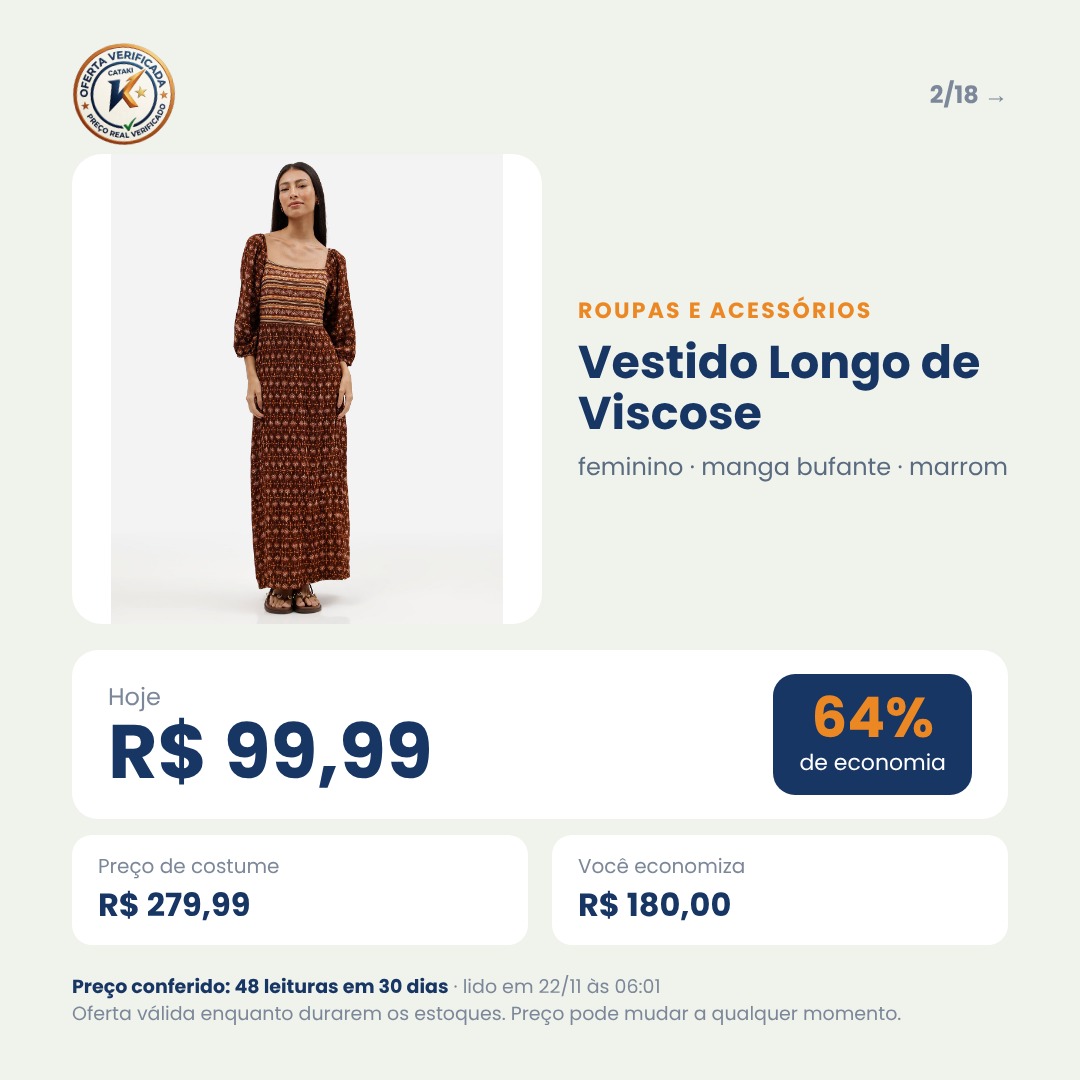 OFERTA VERIFICADA
CATAKI
K
PREÇO REAL VERIFICADO
2/18 →
ROUPAS E ACESSÓRIOS
Vestido Longo de
Viscose
feminino · manga bufante · marrom
Hoje
R$ 99,99
64%
de economia
Preço de costume
R$ 279,99
Você economiza
R$ 180,00
Preço conferido: 48 leituras em 30 dias · lido em 22/11 às 06:01
Oferta válida enquanto durarem os estoques. Preço pode mudar a qualquer momento.